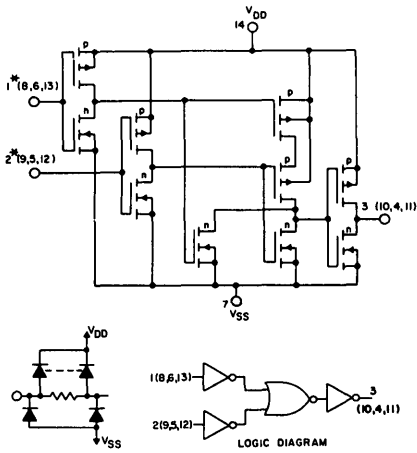 VDD
14
p
p
p
1*(8,6,13)
n
p
2*(9,5,12)
p
p
n
3 (10,4,11)
n
n
n
7
VSS
VDD
VSS
1(8,6,13)
3
(10,4,11)
2(9,5,12)
LOGIC DIAGRAM